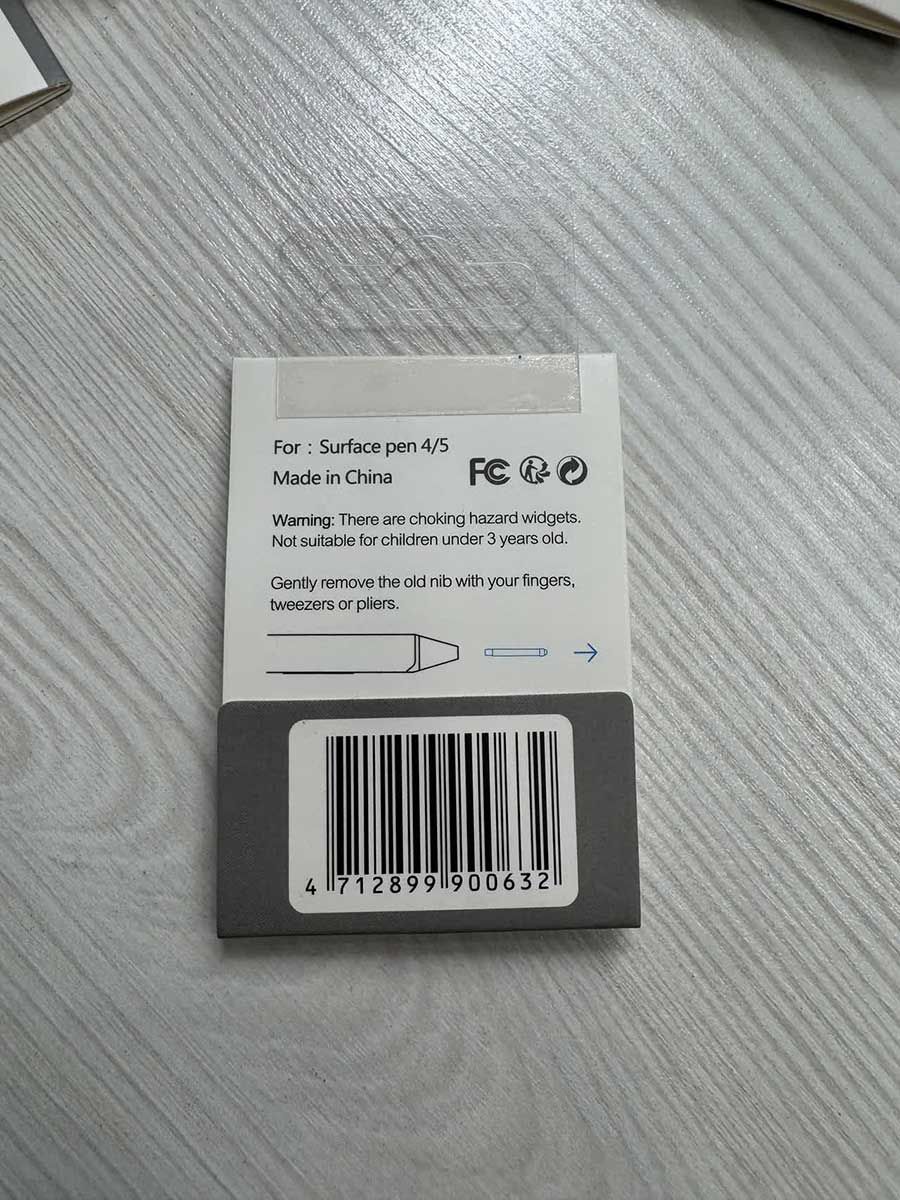 For : Surface pen 4/5
Made in China
FC
Warning: There are choking hazard widgets.
Not suitable for children under 3 years old.
Gently remove the old nib with your fingers,
tweezers or pliers.
4 712899 900632